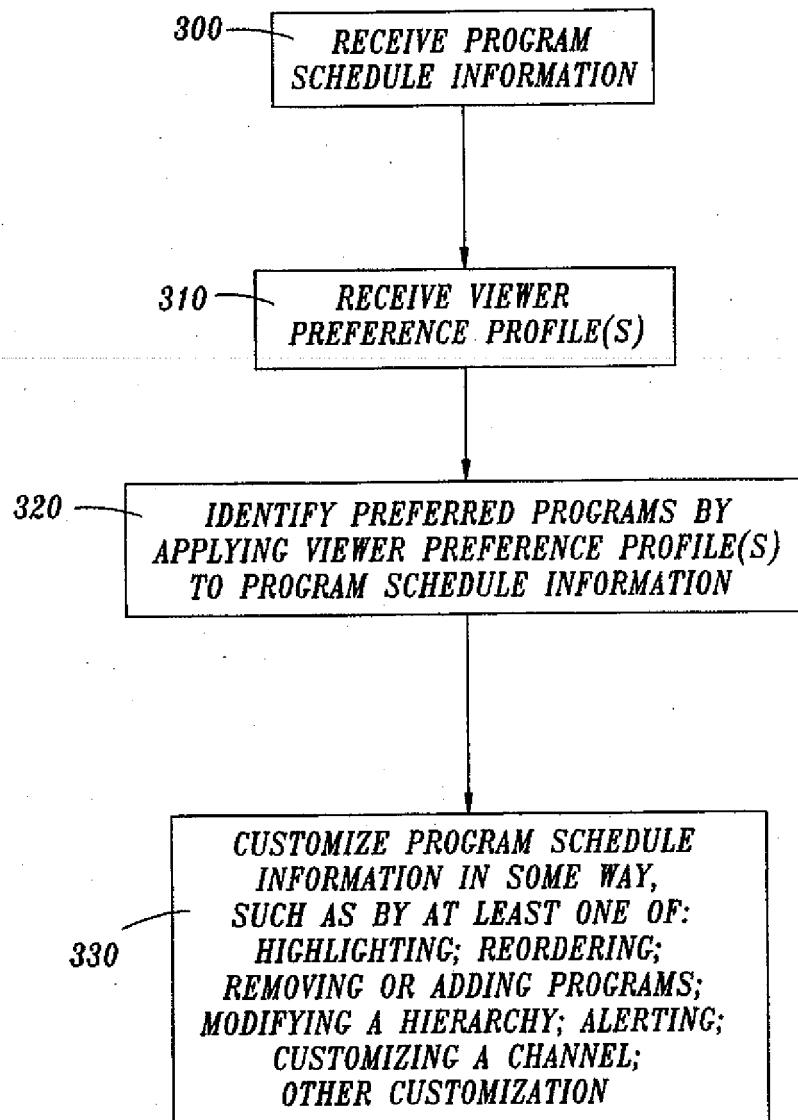 300
RECEIVE PROGRAM
SCHEDULE INFORMATION
310
RECEIVE VIEWER
PREFERENCE PROFILE(S)
320
IDENTIFY PREFERRED PROGRAMS BY
APPLYING VIEWER PREFERENCE PROFILE(S)
TO PROGRAM SCHEDULE INFORMATION
330
CUSTOMIZE PROGRAM SCHEDULE
INFORMATION IN SOME WAY,
SUCH AS BY AT LEAST ONE OF:
HIGHLIGHTING; REORDERING;
REMOVING OR ADDING PROGRAMS;
MODIFYING A HIERARCHY; ALERTING;
CUSTOMIZING A CHANNEL;
OTHER CUSTOMIZATION